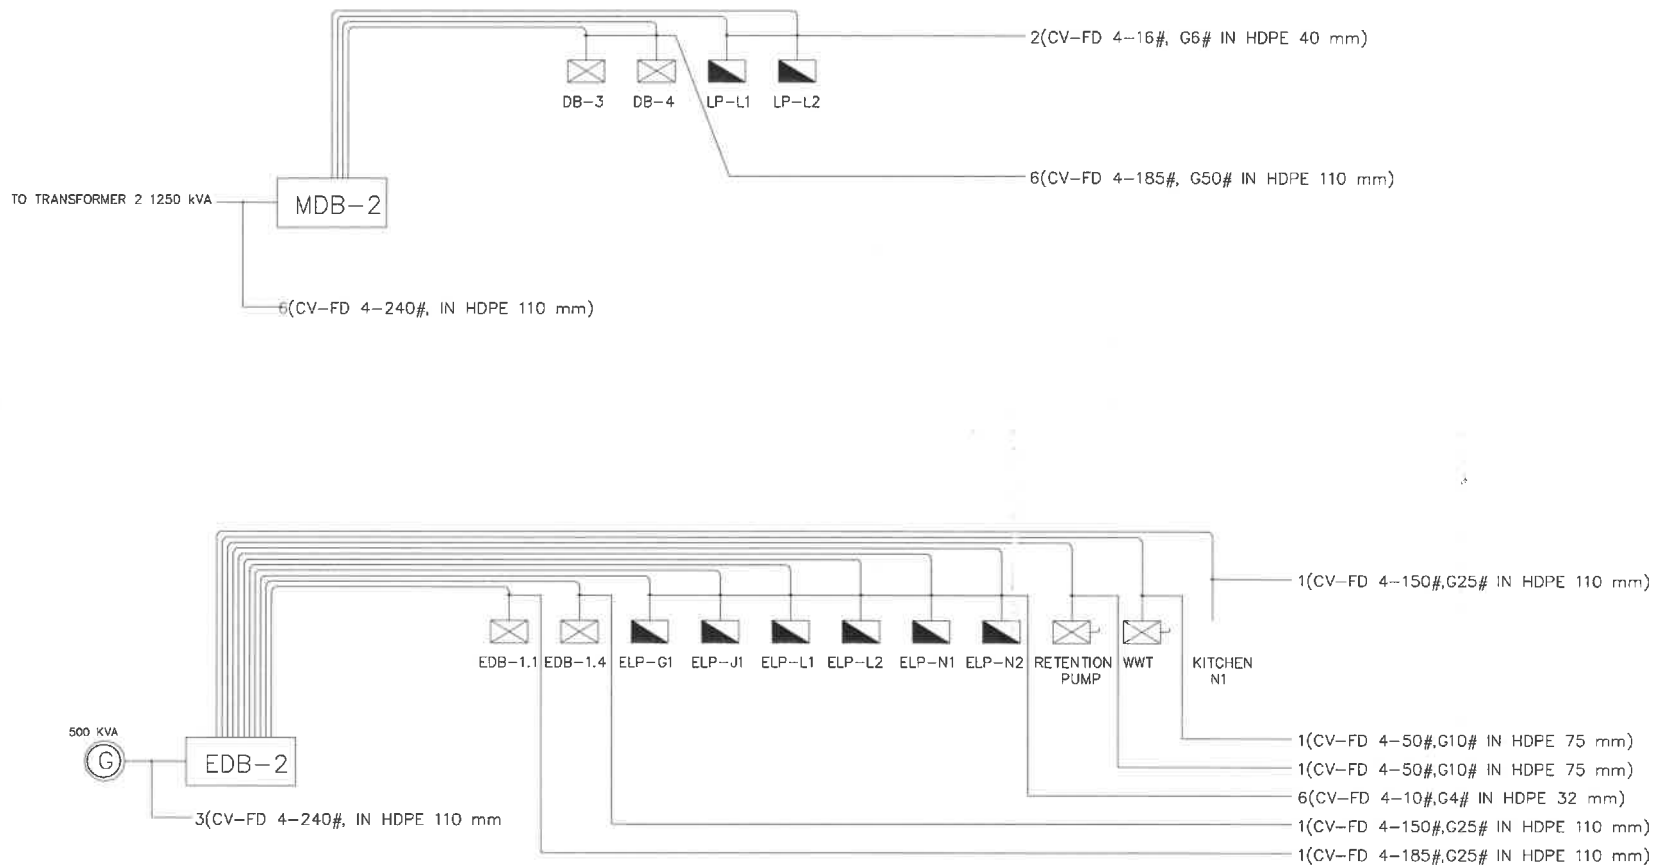 2(CV-FD 4-16#, G6# IN HDPE 40 mm)
DB-3 DB-4 LP-L1 LP-L2
6(CV-FD 4-185#, G50# IN HDPE 110 mm)
TO TRANSFORMER 2 1250 kVA
MDB-2
6(CV-FD 4-240#, IN HDPE 110 mm)
1(CV-FD 4-150#,G25# IN HDPE 110 mm)
EDB-1.1 EDB-1.4 ELP-G1 ELP-J1 ELP-L1 ELP-L2 ELP-N1 ELP-N2 RETENTION PUMP WWT KITCHEN N1
500 KVA
G
EDB-2
1(CV-FD 4-50#,G10# IN HDPE 75 mm)
1(CV-FD 4-50#,G10# IN HDPE 75 mm)
6(CV-FD 4-10#,G4# IN HDPE 32 mm)
3(CV-FD 4-240#, IN HDPE 110 mm
1(CV-FD 4-150#,G25# IN HDPE 110 mm)
1(CV-FD 4-185#,G25# IN HDPE 110 mm)